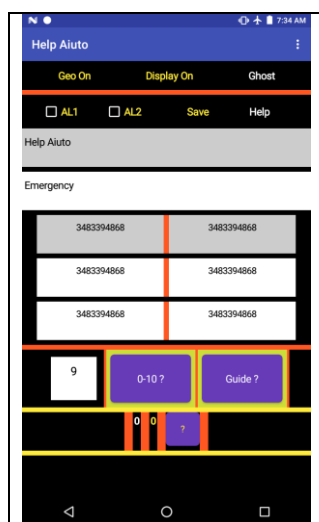 7:34 AM
Help Aiuto
Geo On Display On Ghost
AL1 AL2 Save Help
Help Aiuto
Emergency
3483394868 3483394868
3483394868 3483394868
3483394868 3483394868
9 0-10 ? Guide ?
0 0 ?